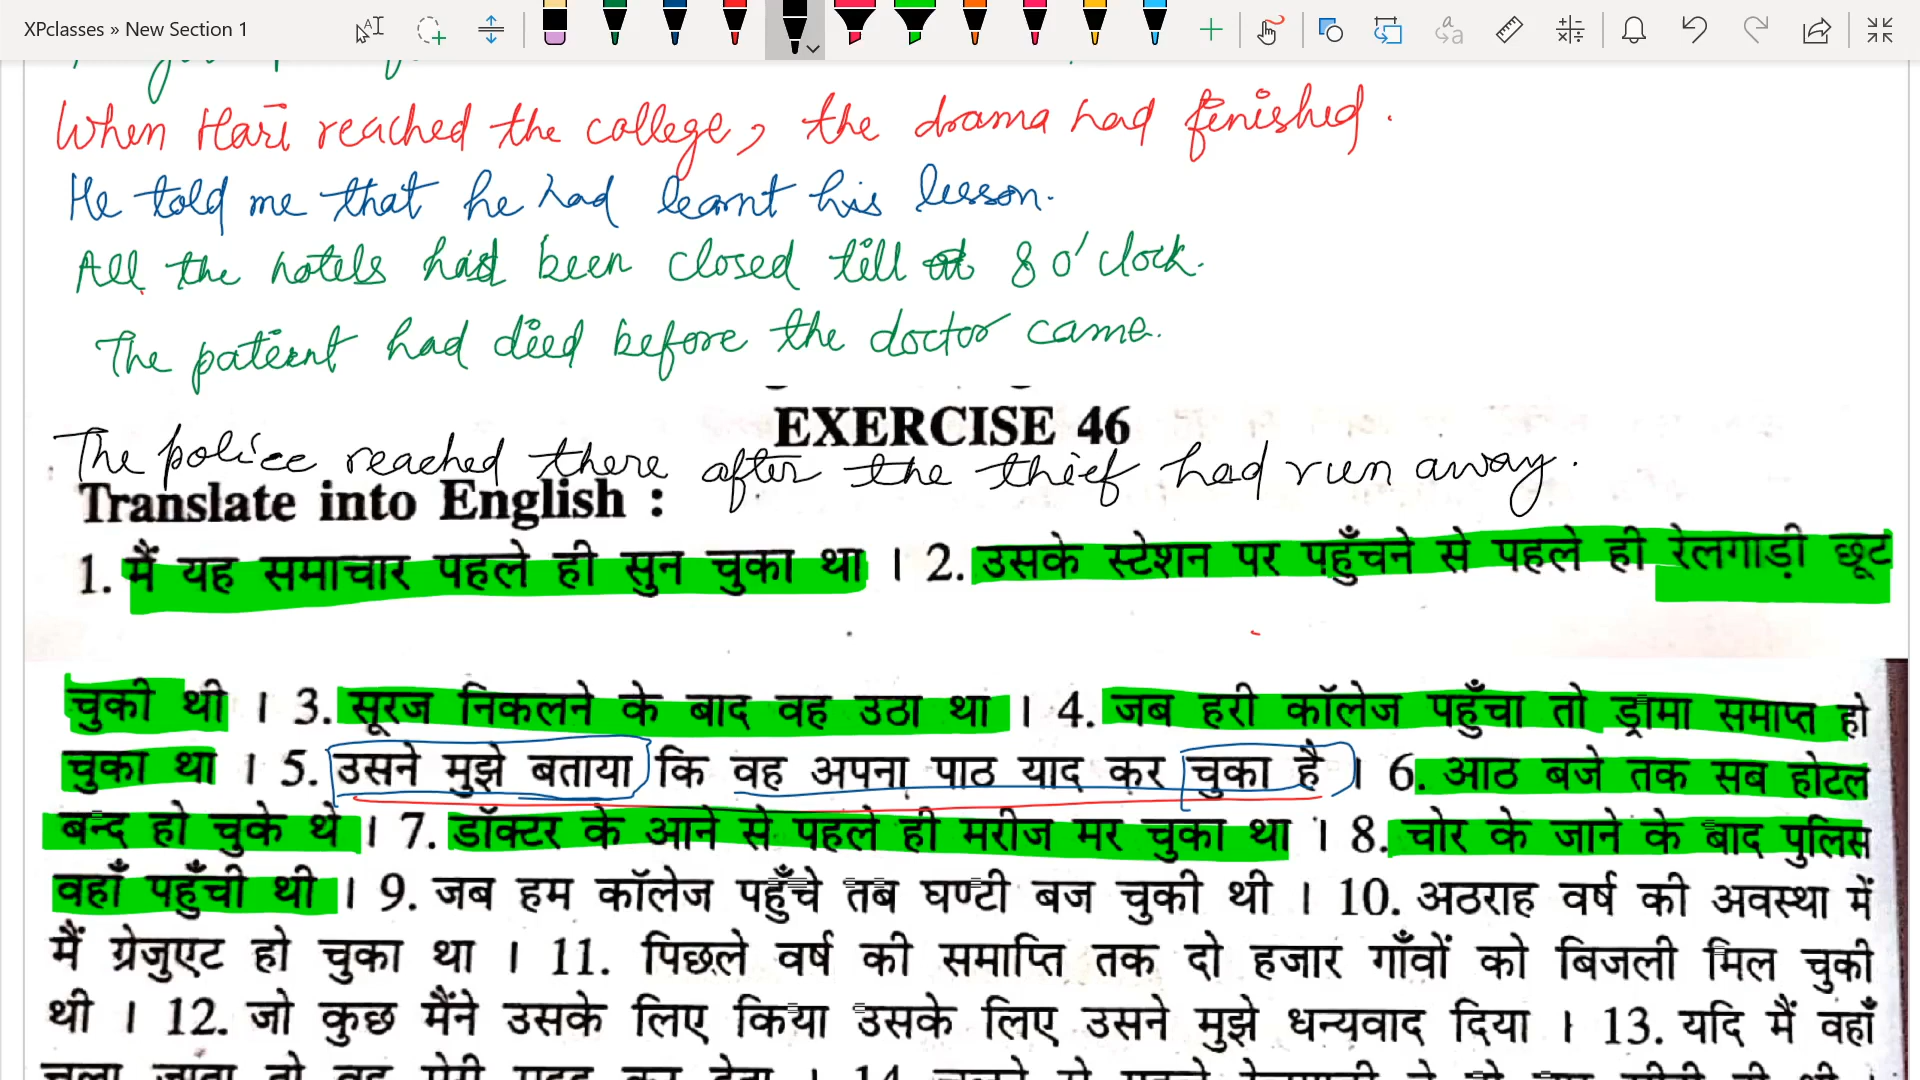 XPclasses » New Section 1
When Hari reached the college, the drama had finished.
He told me that he had learnt his lesson.
All the hotels had been closed till 8 o'clock.
The patient had died before the doctor came.
EXERCISE 46
The police reached there after the thief had run away.
Translate into English :
1. मैं यह समाचार पहले ही सुन चुका था । 2. उसके स्टेशन पर पहुँचने से पहले ही रेलगाड़ी छूट
चुकी थी । 3. सूरज निकलने के बाद वह उठा था । 4. जब हरी कॉलेज पहुँचा तो ड्रामा समाप्त हो
चुका था । 5. उसने मुझे बताया कि वह अपना पाठ याद कर चुका है । 6. आठ बजे तक सब होटल
बन्द हो चुके थे । 7. डॉक्टर के आने से पहले ही मरीज मर चुका था । 8. चोर के जाने के बाद पुलिस
वहाँ पहुँची थी । 9. जब हम कॉलेज पहुँचे तब घण्टी बज चुकी थी । 10. अठराह वर्ष की अवस्था में
मैं ग्रेजुएट हो चुका था । 11. पिछले वर्ष की समाप्ति तक दो हजार गाँवों को बिजली मिल चुकी
थी । 12. जो कुछ मैंने उसके लिए किया उसके लिए उसने मुझे धन्यवाद दिया । 13. यदि मैं वहाँ